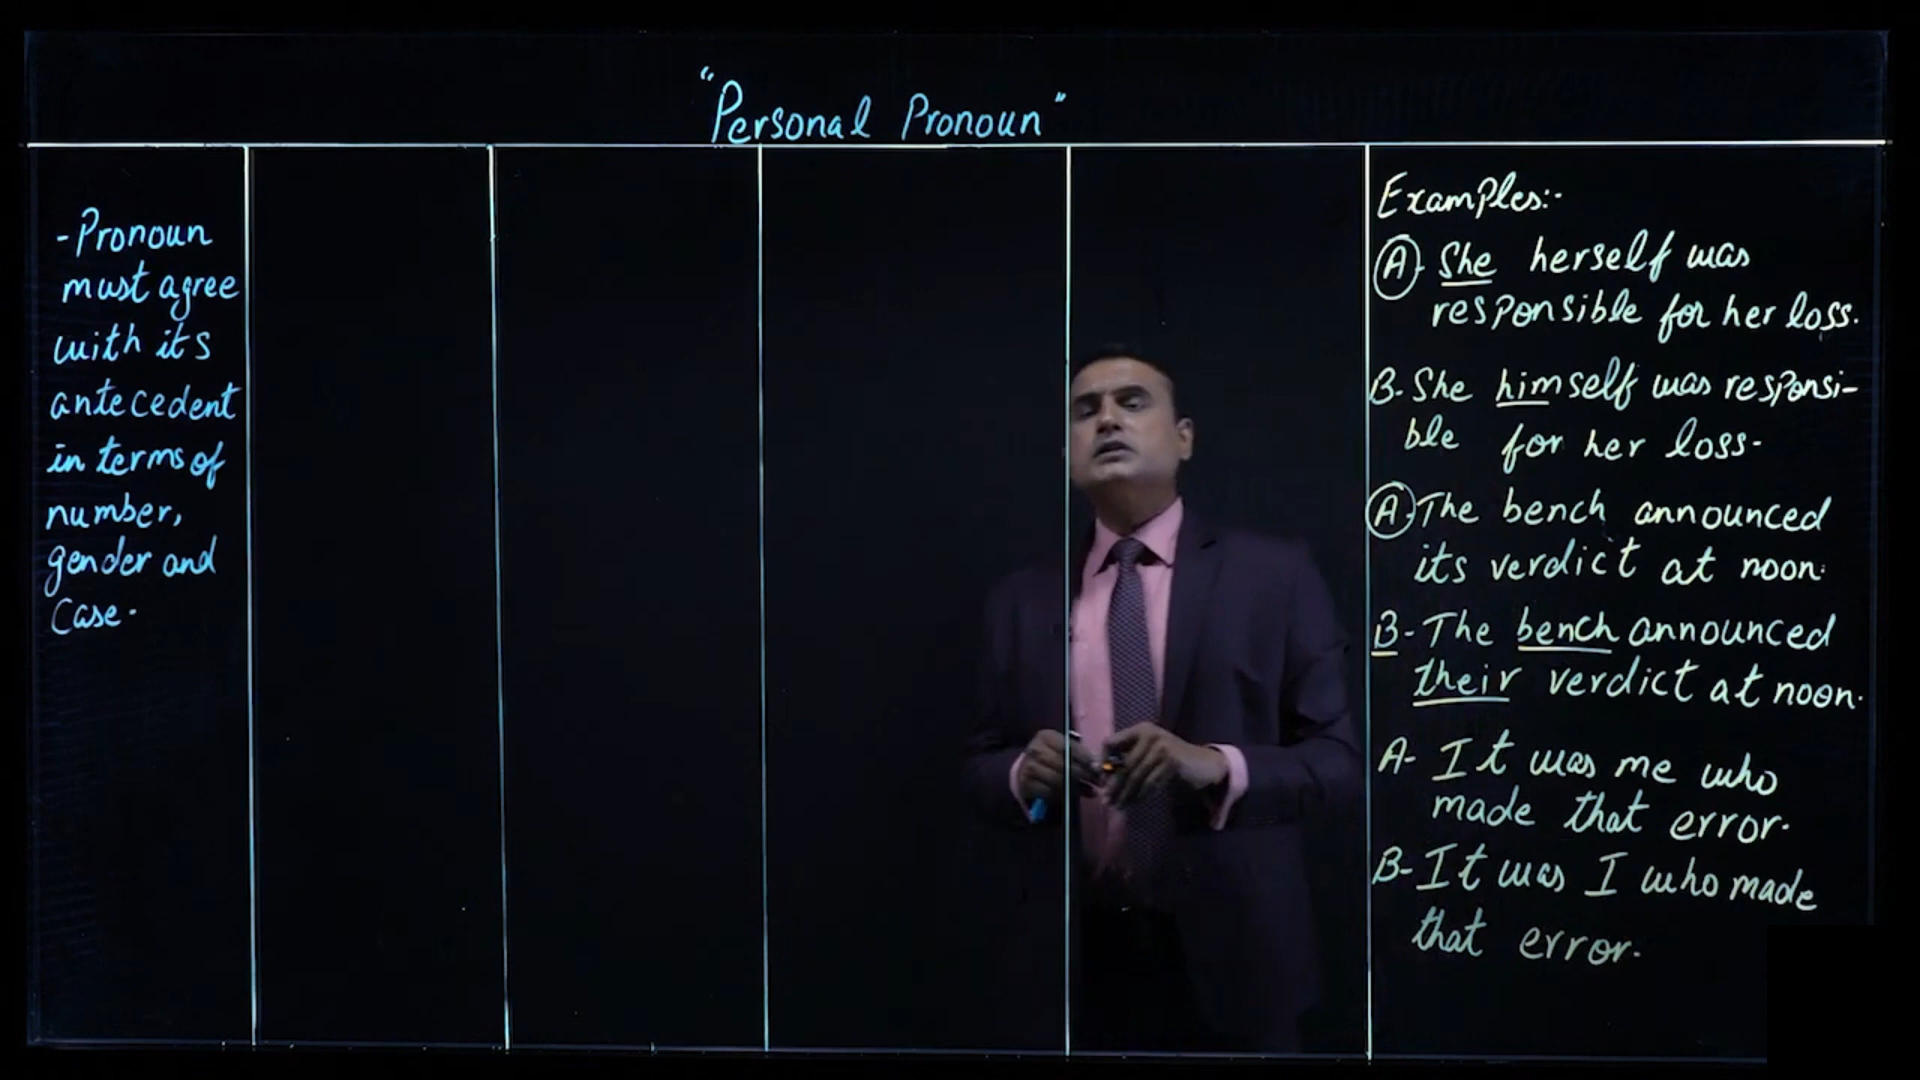 "Personal Pronoun"
-Pronoun
must agree
with its
antecedent
in terms of
number,
gender and
Case.
Examples:-
A- She herself was
responsible for her loss.
B- She himself was responsi-
ble for her loss-
A-The bench announced
its verdict at noon.
B-The bench announced
their verdict at noon.
A- It was me who
made that error.
B-It was I who made
that error.